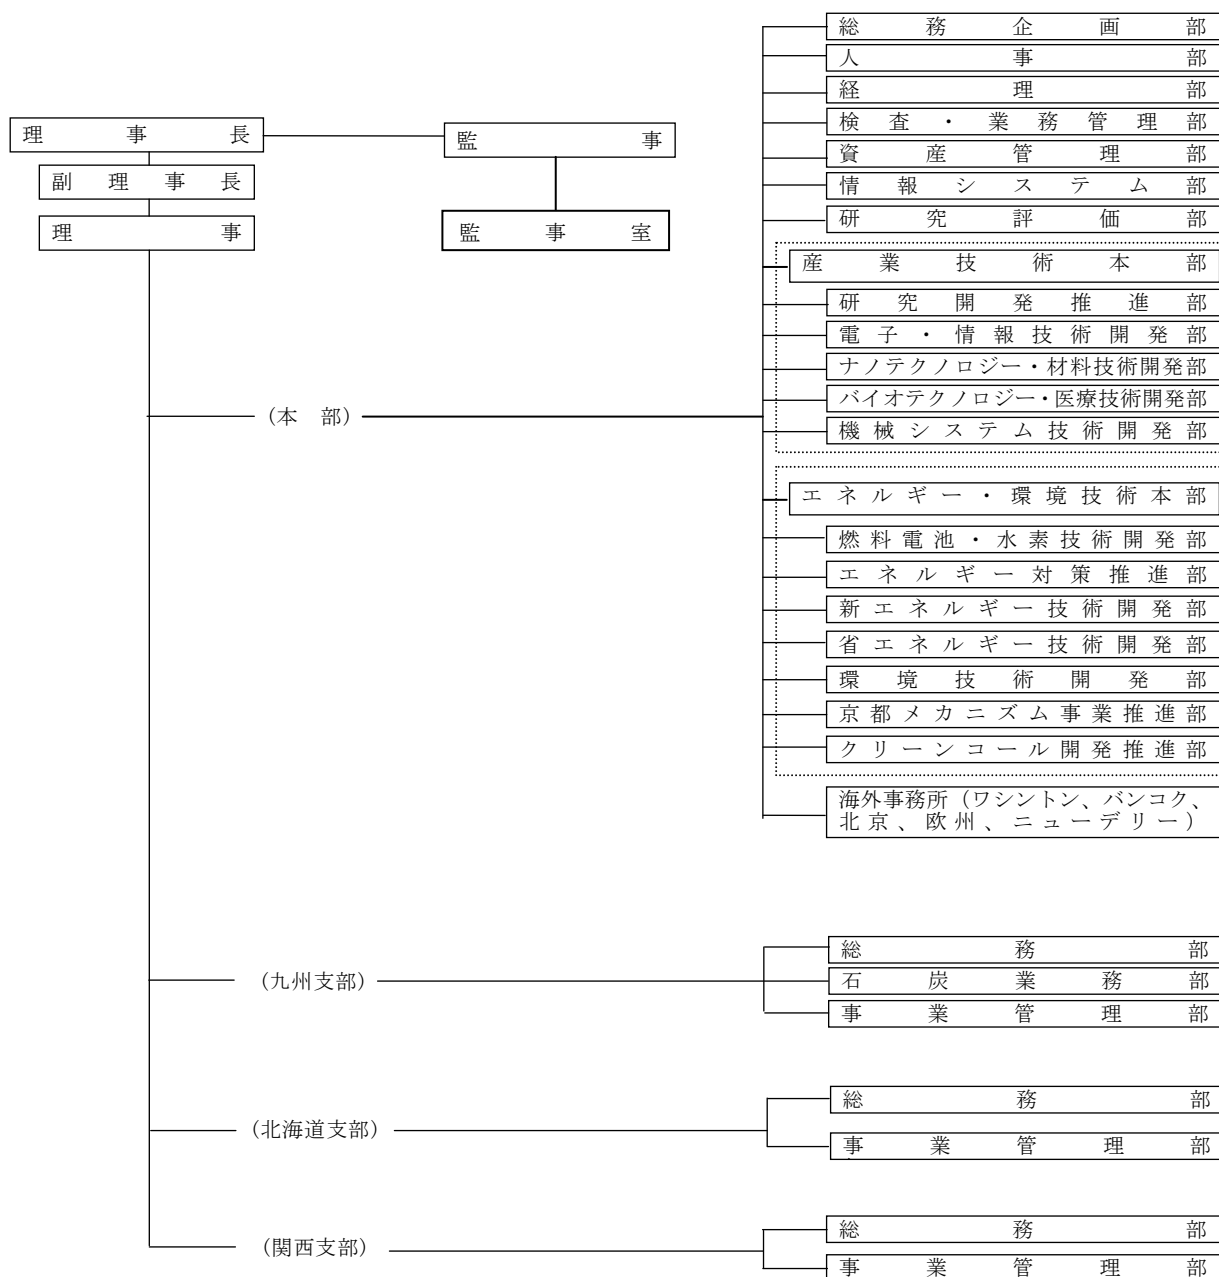 理事長
監事
副理事長
理事
監事室
総務企画部
人事部
経理部
検査・業務管理部
資産管理部
情報システム部
研究評価部
産業技術本部
研究開発推進部
電子・情報技術開発部
ナノテクノロジー・材料技術開発部
バイオテクノロジー・医療技術開発部
機械システム技術開発部
（本　部）
エネルギー・環境技術本部
燃料電池・水素技術開発部
エネルギー対策推進部
新エネルギー技術開発部
省エネルギー技術開発部
環境技術開発部
京都メカニズム事業推進部
クリーンコール開発推進部
海外事務所（ワシントン、バンコク、
北京、欧州、ニューデリー）
（九州支部）
総務部
石炭業務部
事業管理部
（北海道支部）
総務部
事業管理部
（関西支部）
総務部
事業管理部